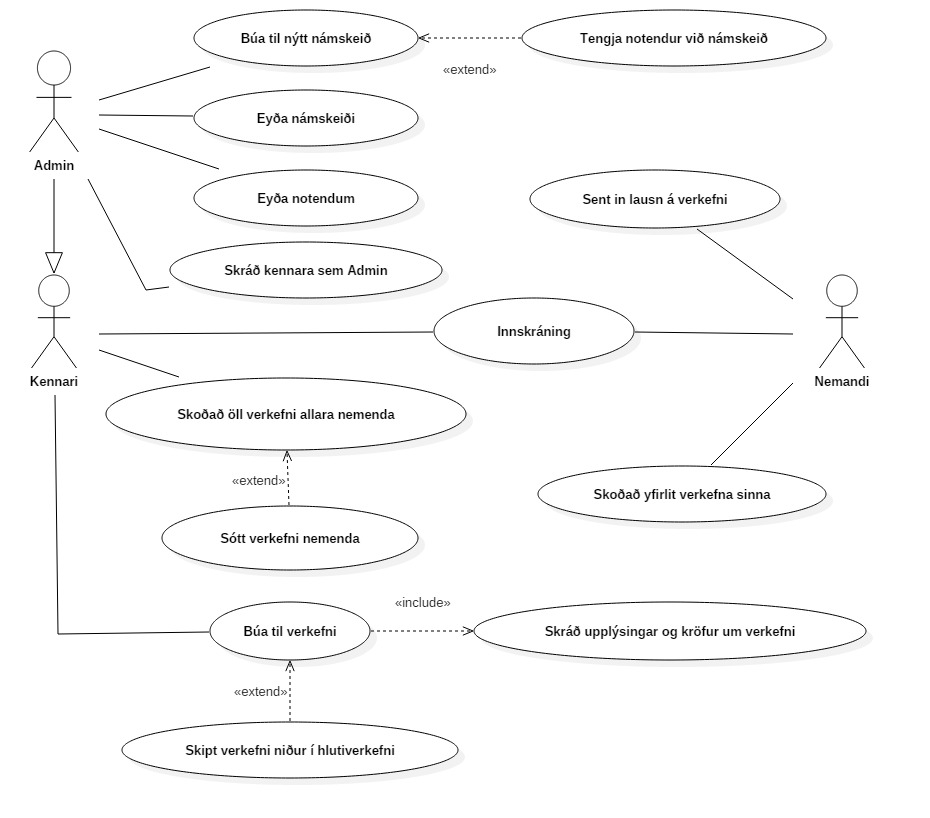 Búa til nýtt námskeið
Tengja notendur við námskeið
«extend»
Eyða námskeiði
Admin
Eyða notendum
Sent in lausn á verkefni
Skráð kennara sem Admin
Innskráning
Kennari
Nemandi
Skoðað öll verkefni allara nemenda
«extend»
Skoðað yfirlit verkefna sinna
Sótt verkefni nemenda
«include»
Búa til verkefni
Skráð upplýsingar og kröfur um verkefni
«extend»
Skipt verkefni niður í hlutiverkefni